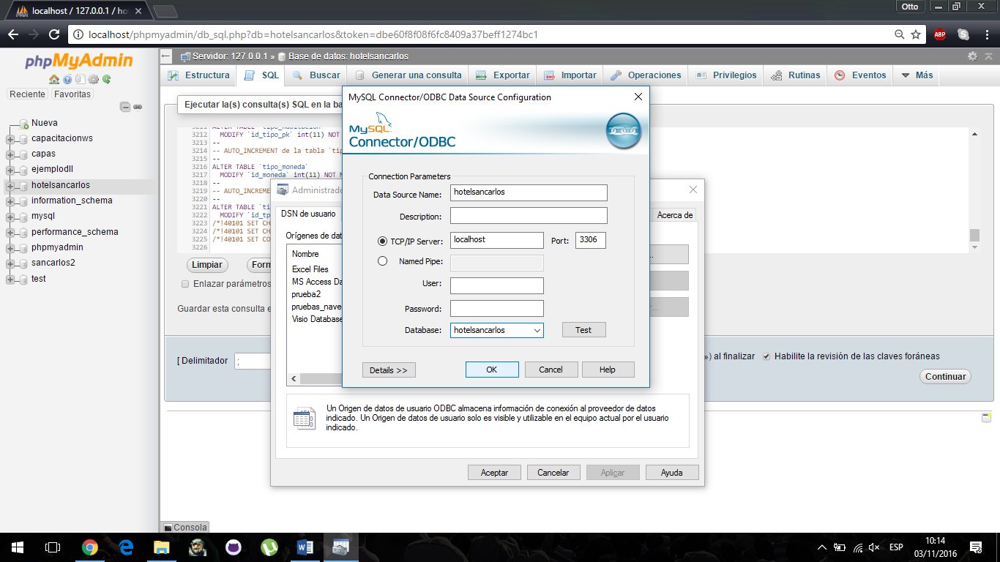 localhost / 127.0.0.1 / ho
Otto
localhost/phpmyadmin/db_sql.php?db=hotelsancarlos&token=dbe60f8f08f6fc8409a37beff1274bc1
ABP
phpMyAdmin
Reciente
Favoritas
Nueva
capacitacionws
capas
ejemplodll
hotelsancarlos
information_schema
mysql
performance_schema
phpmyadmin
sancarlos2
test
Servidor: 127.0.0.1 » Base de datos: hotelsancarlos
Estructura
SQL
Buscar
Generar una consulta
Exportar
Importar
Operaciones
Privilegios
Rutinas
Eventos
Más
Ejecutar la(s) consulta(s) SQL en la ba
3211 ALTER TABLE `tipo_habitacion`
3212 MODIFY `id_tipo_pk` int(11) NOT
3213 --
3214 -- AUTO_INCREMENT de la tabla `tip
3215 --
3216 ALTER TABLE `tipo_moneda`
3217 MODIFY `id_moneda` int(11) NOT N
3218 --
3219 -- AUTO_INCREME
3220 --
3221 ALTER TABLE `ti
3222 MODIFY `id_tp
3223 /*!40101 SET CH
3224 /*!40101 SET CH
3225 /*!40101 SET CO
3226
Limpiar
Form
Enlazar parámetros
Guardar esta consulta e
[ Delimitador
;
») al finalizar
Habilite la revisión de las claves foráneas
Continuar
Consola
Administrado
DSN de usuario
Acerca de
Orígenes de dat
Nombre
Excel Files
MS Access Da
prueba2
pruebas_nave
Visio Database
Un Origen de datos de usuario ODBC almacena información de conexión al proveedor de datos
indicado. Un Origen de datos de usuario solo es visible y utilizable en el equipo actual por el usuario
indicado.
Aceptar
Cancelar
Aplicar
Ayuda
MySQL Connector/ODBC Data Source Configuration
MySQL
Connector/ODBC
Connection Parameters
Data Source Name: hotelsancarlos
Description:
TCP/IP Server: localhost Port: 3306
Named Pipe:
User:
Password:
Database: hotelsancarlos
Test
Details >>
OK
Cancel
Help
ESP
10:14
03/11/2016